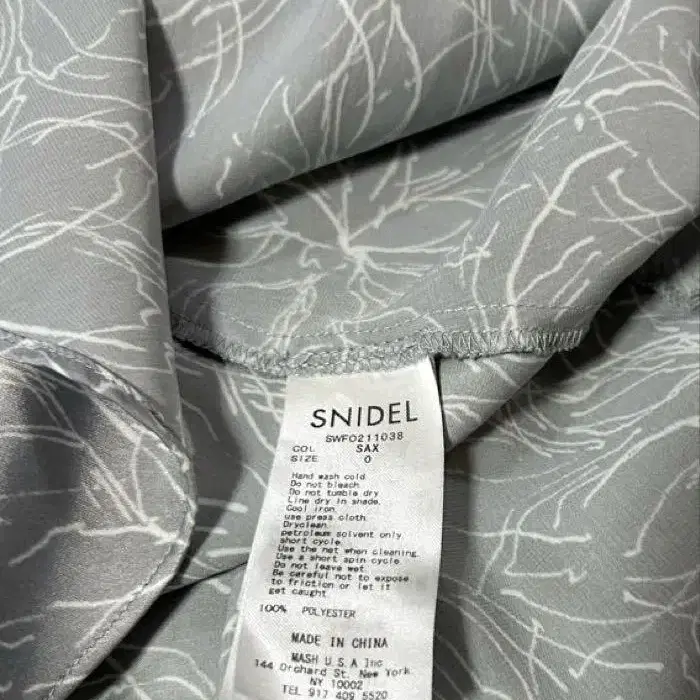 SNIDEL
SWFO211038
COL SAX
SIZE 0
Hand wash cold
Do not bleach
Do not tumble dry
Line dry in shade.
Cool iron
use press cloth
Dryclean
petroleum solvent only
short cycle
Use the net when cleaning
Use a short spin cycle
Do not leave wet
Be careful not to expose
to friction or let it
get caught
100% POLYESTER
MADE IN CHINA
MASH U.S.A Inc
144 Orchard St. New York
NY 10002
TEL 917 409 5520